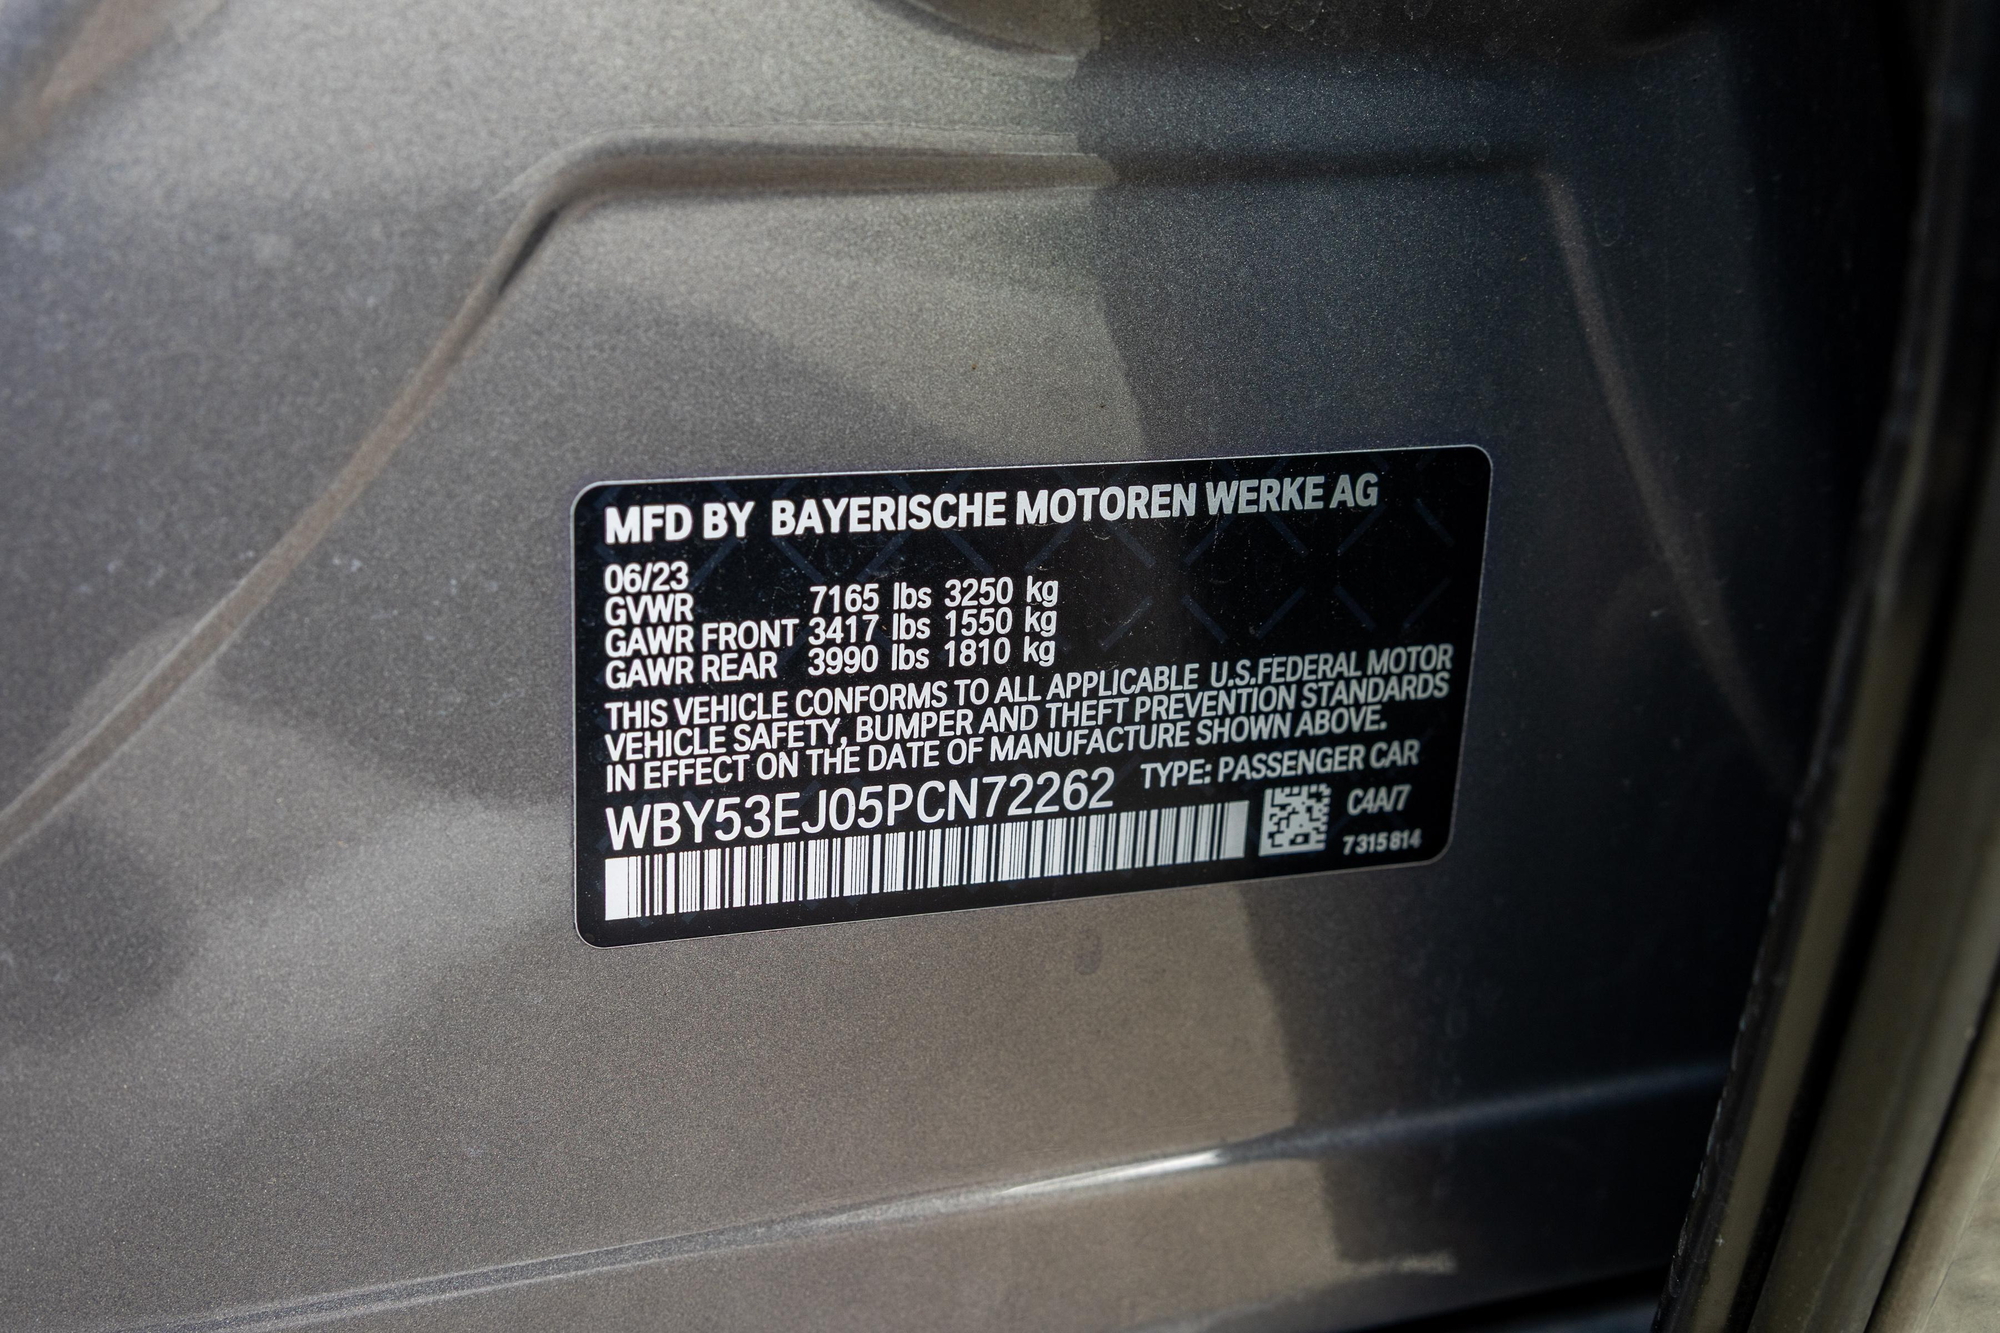 MFD BY BAYERISCHE MOTOREN WERKE AG
06/23
GVWR 7165 lbs 3250 kg
GAWR FRONT 3417 lbs 1550 kg
GAWR REAR 3990 lbs 1810 kg
THIS VEHICLE CONFORMS TO ALL APPLICABLE U.S.FEDERAL MOTOR
VEHICLE SAFETY, BUMPER AND THEFT PREVENTION STANDARDS
IN EFFECT ON THE DATE OF MANUFACTURE SHOWN ABOVE.
WBY53EJ05PCN72262 TYPE: PASSENGER CAR
C4A/7
7315814